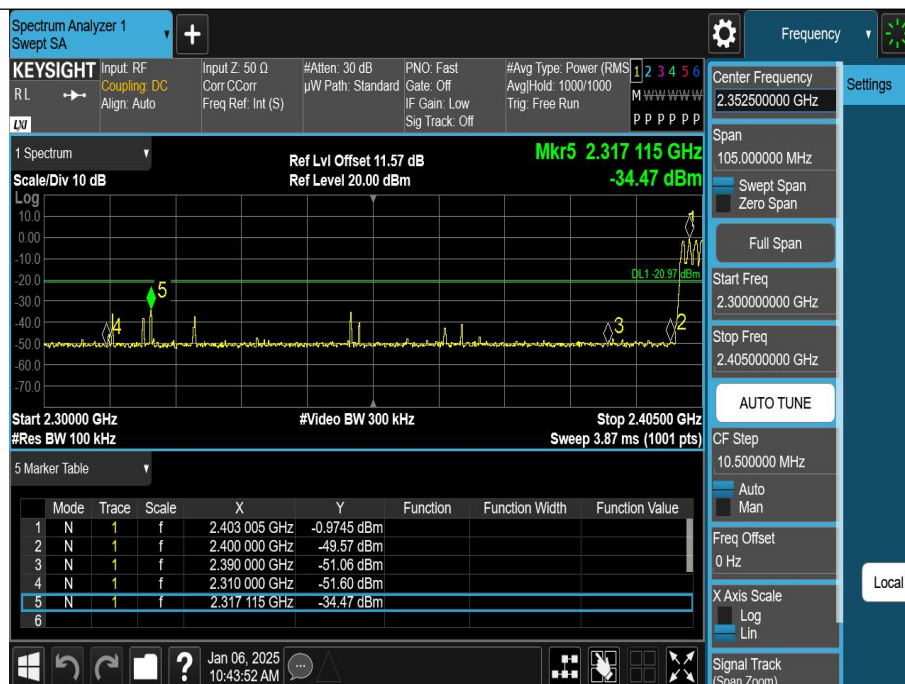 Spectrum Analyzer 1
Swept SA
+
Frequency
KEYSIGHT
RL
LXI
Input: RF
Coupling: DC
Align: Auto
Input Z: 50 Ω
Corr CCorr
Freq Ref: Int (S)
#Atten: 30 dB
µW Path: Standard
PNO: Fast
Gate: Off
IF Gain: Low
Sig Track: Off
#Avg Type: Power (RMS
Avg|Hold: 1000/1000
Trig: Free Run
1 2 3 4 5 6
M W W W W W
P P P P P P
1 Spectrum
Scale/Div 10 dB
Ref Lvl Offset 11.57 dB
Ref Level 20.00 dBm
Mkr5 2.317 115 GHz
-34.47 dBm
Log
10.0
0.00
-10.0
-20.0
-30.0
-40.0
-50.0
-60.0
-70.0
1
DL1 -20.97 dBm
5
4
3
2
Start 2.30000 GHz
#Video BW 300 kHz
Stop 2.40500 GHz
#Res BW 100 kHz
Sweep 3.87 ms (1001 pts)
5 Marker Table
Mode Trace Scale X Y Function Function Width Function Value
1 N 1 f 2.403 005 GHz -0.9745 dBm
2 N 1 f 2.400 000 GHz -49.57 dBm
3 N 1 f 2.390 000 GHz -51.06 dBm
4 N 1 f 2.310 000 GHz -51.60 dBm
5 N 1 f 2.317 115 GHz -34.47 dBm
6
?
Jan 06, 2025
10:43:52 AM
Center Frequency
2.352500000 GHz
Settings
Span
105.000000 MHz
Swept Span
Zero Span
Full Span
Start Freq
2.300000000 GHz
Stop Freq
2.405000000 GHz
AUTO TUNE
CF Step
10.500000 MHz
Auto
Man
Freq Offset
0 Hz
Local
X Axis Scale
Log
Lin
Signal Track
(Span Zoom)